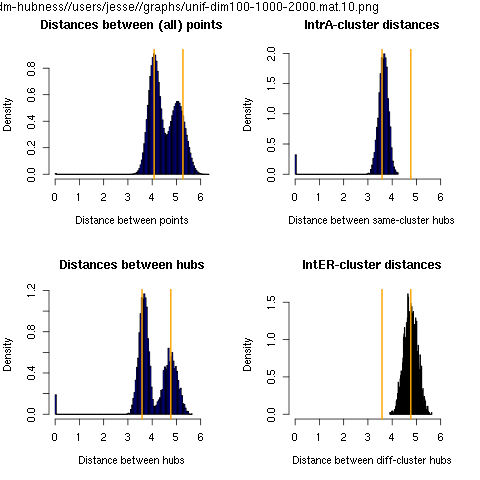 dm-hubness//users/jesse//graphs/unif-dim100-1000-2000.mat.10.png
Distances between (all) points
Density
0.0 0.2 0.4 0.6 0.8
0 1 2 3 4 5 6
Distance between points
IntrA-cluster distances
Density
0.0 0.5 1.0 1.5 2.0
0 1 2 3 4 5 6
Distance between same-cluster hubs
Distances between hubs
Density
0.0 0.4 0.8 1.2
0 1 2 3 4 5 6
Distance between hubs
IntER-cluster distances
Density
0.0 0.5 1.0 1.5
0 1 2 3 4 5 6
Distance between diff-cluster hubs